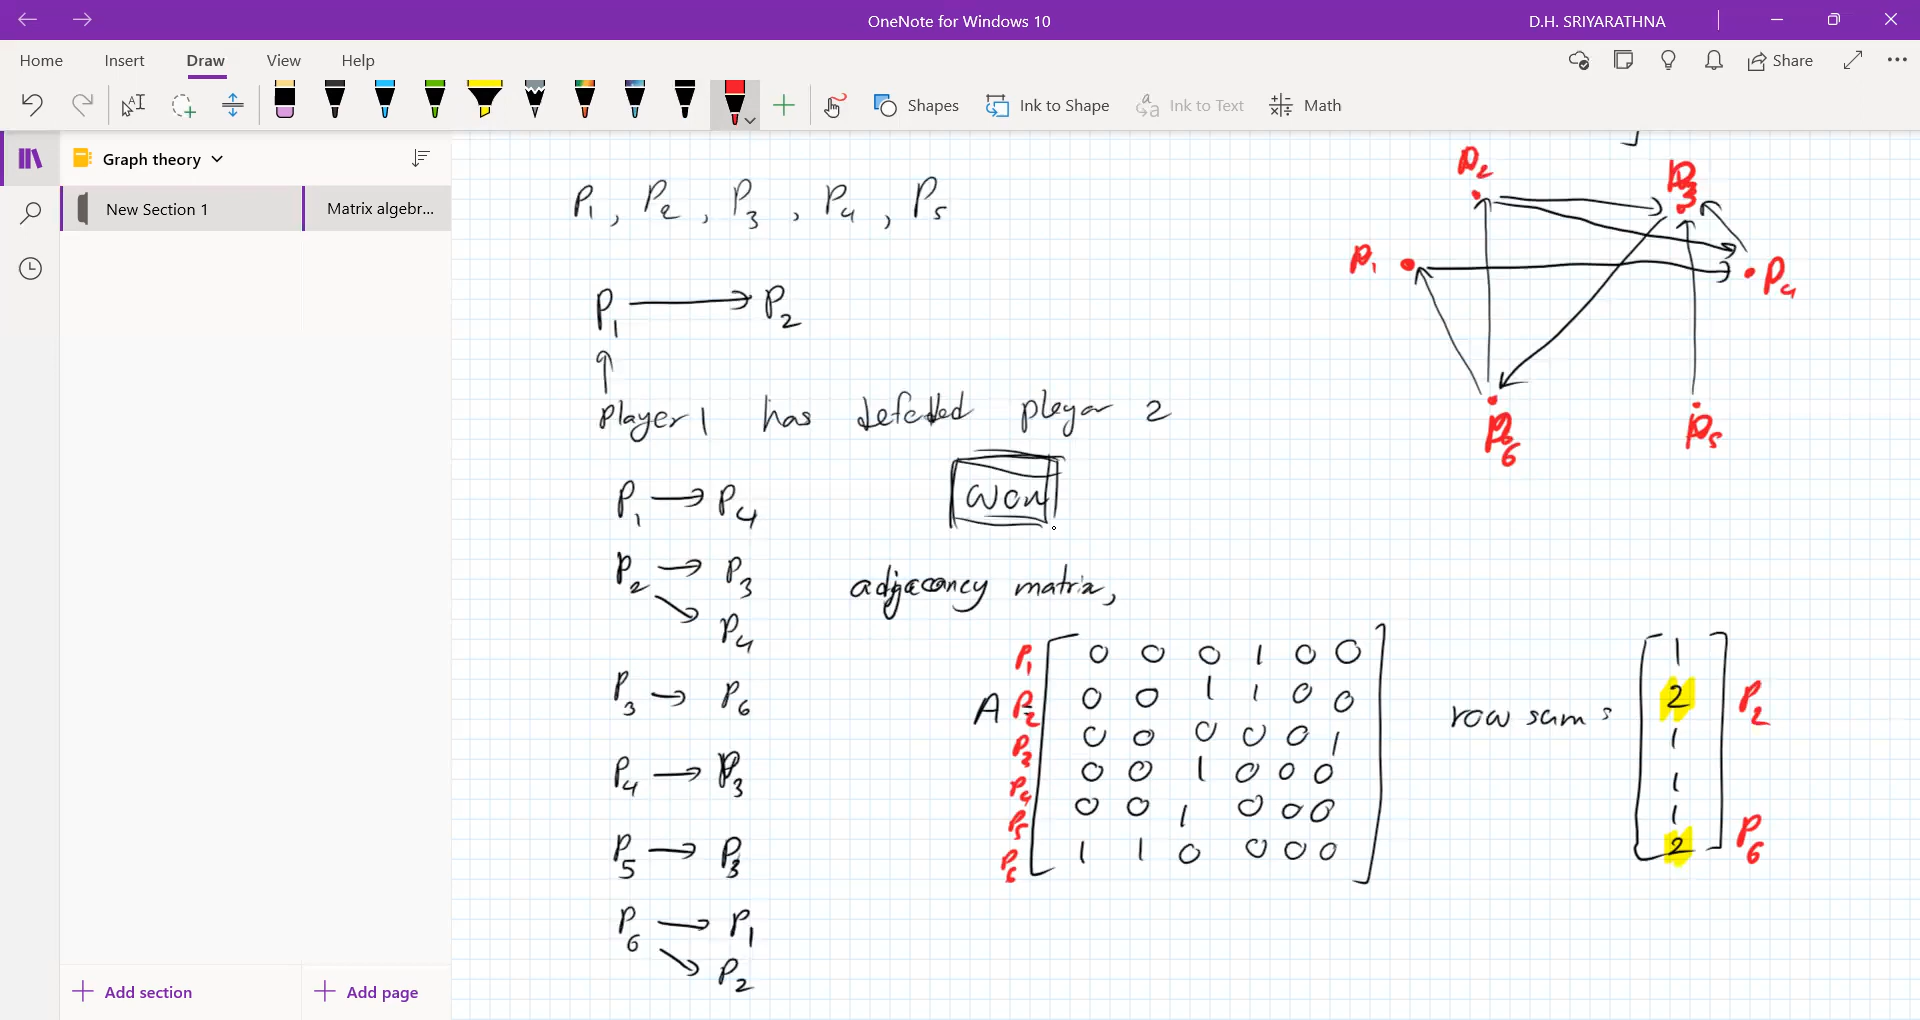 OneNote for Windows 10
D.H. SRIYARATHNA
Home Insert Draw View Help
Share
Shapes Ink to Shape Ink to Text Math
Graph theory
New Section 1
Matrix algebr...
Add section
Add page
P1, P2, P3, P4, P5
P1 → P2
↑
Player 1 has player 2
won
P1 → P4
P2 → P3
↘ P4
P3 → P6
P4 → P3
P5 → P3
P6 → P1
↘ P2
P2 P3
P1 P4
P6 P5
matrix,
A =
P1 0 0 0 1 0 0
P2 0 0 1 1 0 0
P3 0 0 0 0 0 1
P4 0 0 1 0 0 0
P5 0 0 1 0 0 0
P6 1 1 0 0 0 0
row sums
1
2 P2
1
1
1
2 P6